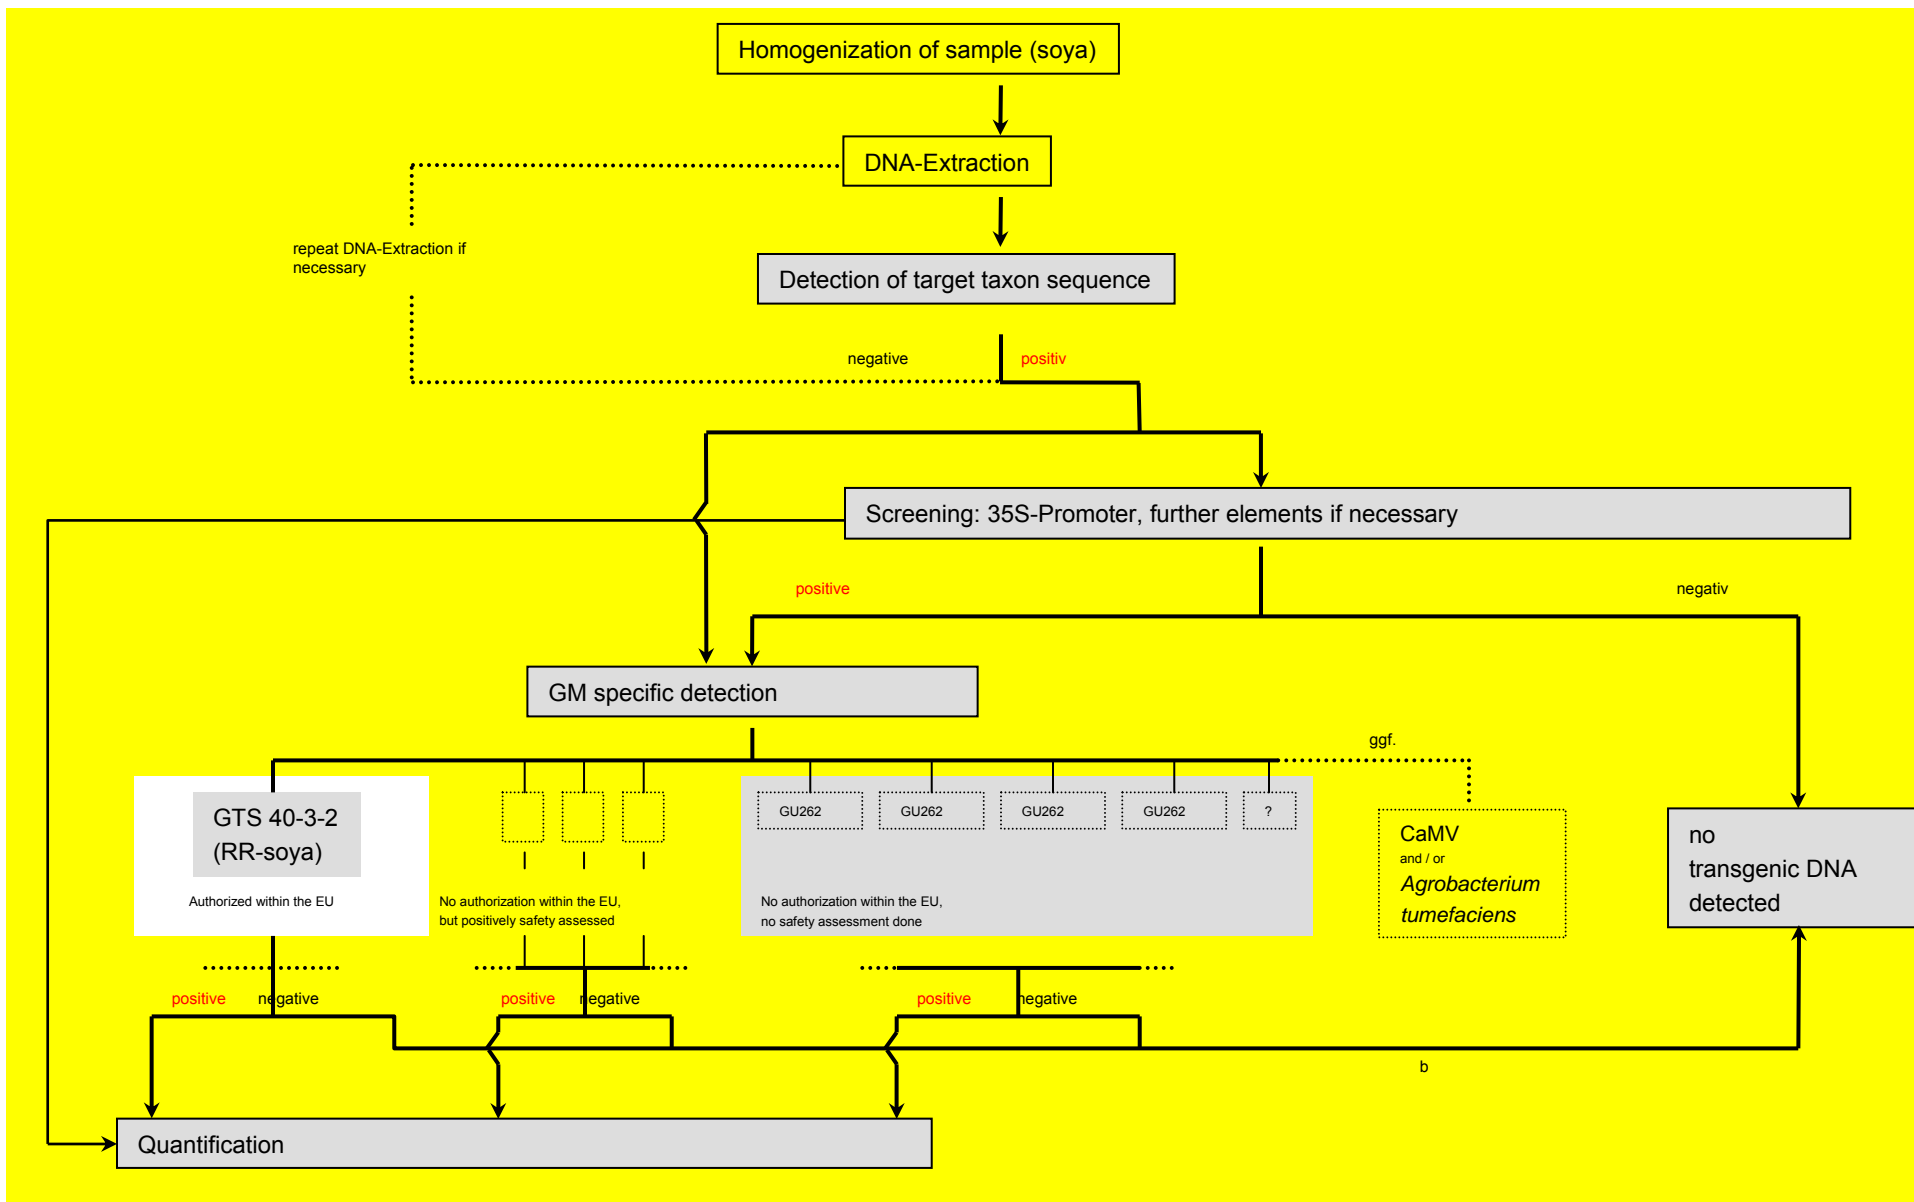 Homogenization of sample (soya)
DNA-Extraction
repeat DNA-Extraction if
necessary
Detection of target taxon sequence
negative
positiv
Screening: 35S-Promoter, further elements if necessary
positive
negativ
GM specific detection
ggf.
GTS 40-3-2
(RR-soya)
Authorized within the EU
No authorization within the EU,
but positively safety assessed
GU262
GU262
GU262
GU262
?
No authorization within the EU,
no safety assessment done
CaMV
and / or
Agrobacterium
tumefaciens
no
transgenic DNA
detected
positive
negative
positive
negative
positive
negative
b
Quantification